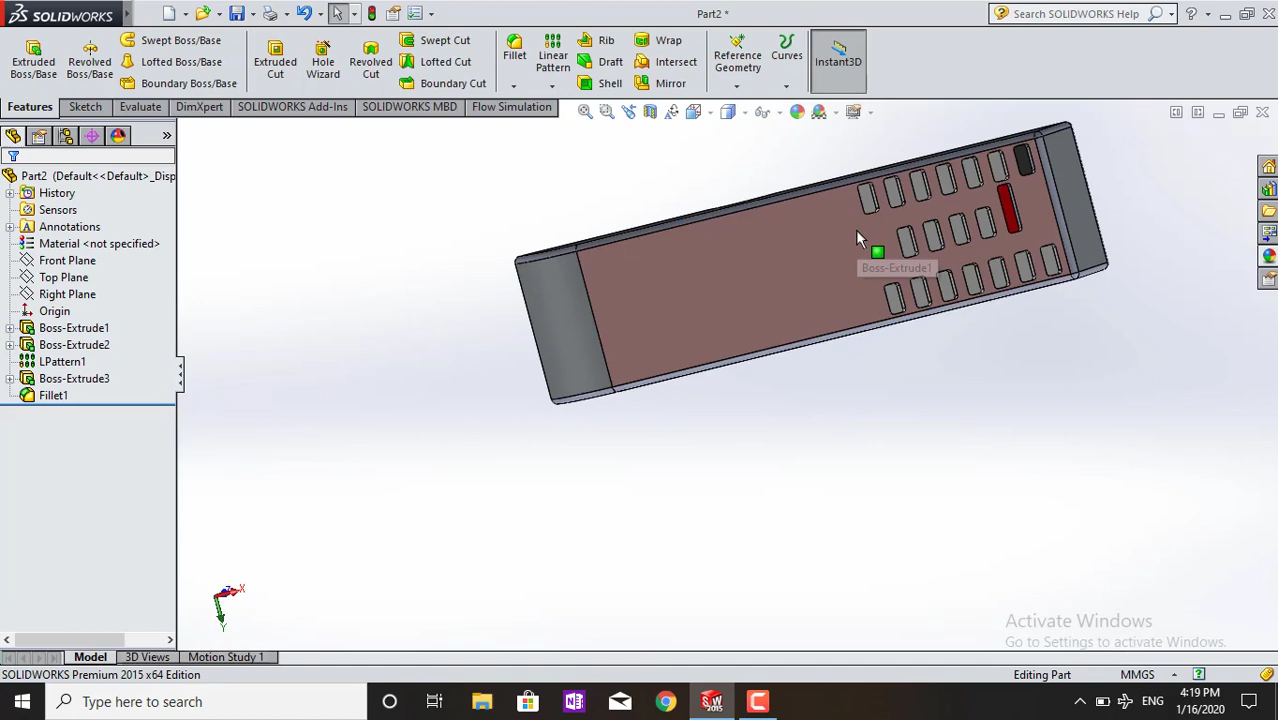 SOLIDWORKS
Part2 *
Search SOLIDWORKS Help
Extruded Boss/Base
Revolved Boss/Base
Swept Boss/Base
Lofted Boss/Base
Boundary Boss/Base
Extruded Cut
Hole Wizard
Revolved Cut
Swept Cut
Lofted Cut
Boundary Cut
Fillet
Linear Pattern
Rib
Draft
Shell
Wrap
Intersect
Mirror
Reference Geometry
Curves
Instant3D
Features
Sketch
Evaluate
DimXpert
SOLIDWORKS Add-Ins
SOLIDWORKS MBD
Flow Simulation
Part2 (Default<<Default>_Disp
History
Sensors
Annotations
Material <not specified>
Front Plane
Top Plane
Right Plane
Origin
Boss-Extrude1
Boss-Extrude2
LPattern1
Boss-Extrude3
Fillet1
Boss-Extrude1
X
Y
Activate Windows
Go to Settings to activate Windows.
Model
3D Views
Motion Study 1
SOLIDWORKS Premium 2015 x64 Edition
Editing Part
MMGS
Type here to search
ENG
4:19 PM
1/16/2020